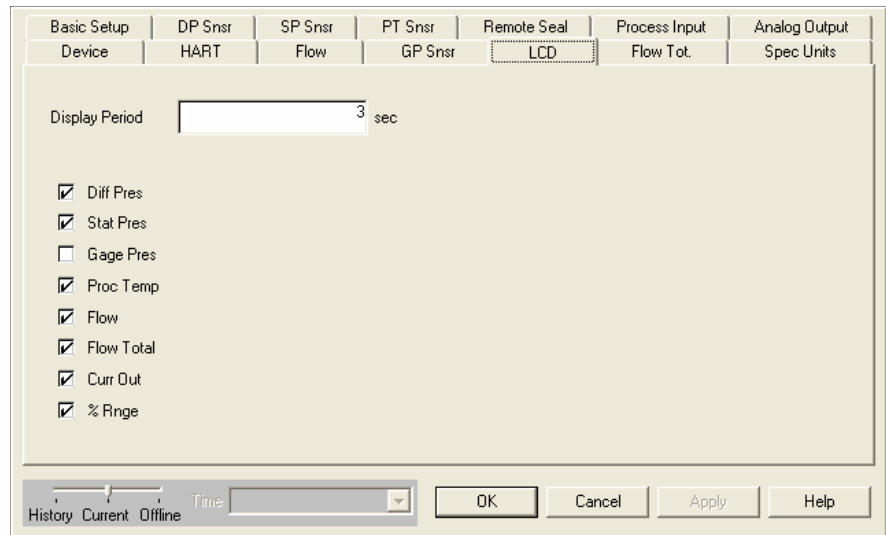 Basic Setup DP Snsr SP Snsr PT Snsr Remote Seal Process Input Analog Output
Device HART Flow GP Snsr LCD Flow Tot. Spec Units
Display Period 3 sec
Diff Pres
Stat Pres
Gage Pres
Proc Temp
Flow
Flow Total
Curr Out
% Rnge
Time OK Cancel Apply Help
History Current Offline